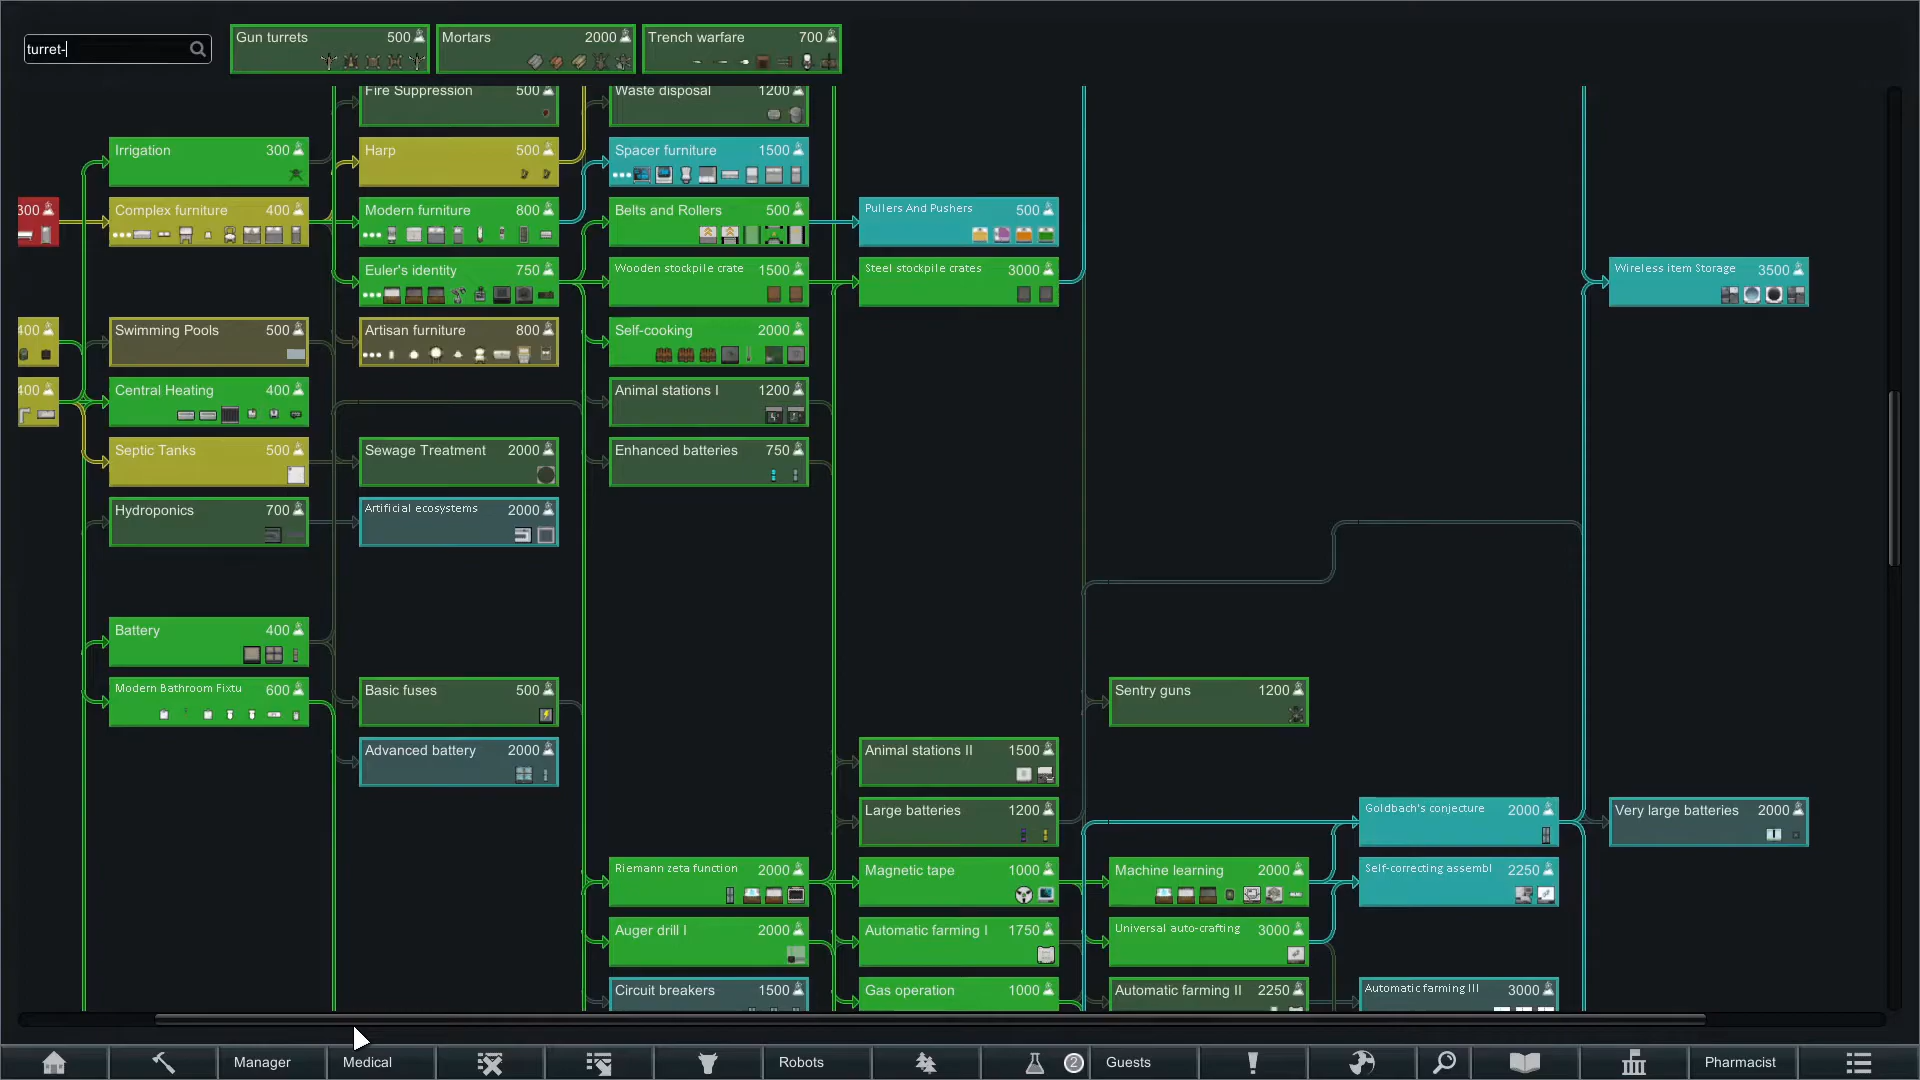 turret-
Gun turrets 500
Mortars 2000
Trench warfare 700
Fire Suppression 500
Waste disposal 1200
Irrigation 300
Harp 500
Spacer furniture 1500
300
Complex furniture 400
Modern furniture 800
Belts and Rollers 500
Pullers And Pushers 500
Euler's identity 750
Wooden stockpile crate 1500
Steel stockpile crates 3000
Wireless item Storage 3500
400
Swimming Pools 500
Artisan furniture 800
Self-cooking 2000
400
Central Heating 400
Animal stations I 1200
Septic Tanks 500
Sewage Treatment 2000
Enhanced batteries 750
Hydroponics 700
Artificial ecosystems 2000
Battery 400
Modern Bathroom Fixtu 600
Basic fuses 500
Sentry guns 1200
Advanced battery 2000
Animal stations II 1500
Large batteries 1200
Goldbach's conjecture 2000
Very large batteries 2000
Riemann zeta function 2000
Magnetic tape 1000
Machine learning 2000
Self-correcting assembl 2250
Auger drill I 2000
Automatic farming I 1750
Universal auto-crafting 3000
Circuit breakers 1500
Gas operation 1000
Automatic farming II 2250
Automatic farming III 3000
Manager
Medical
Robots
2
Guests
Pharmacist